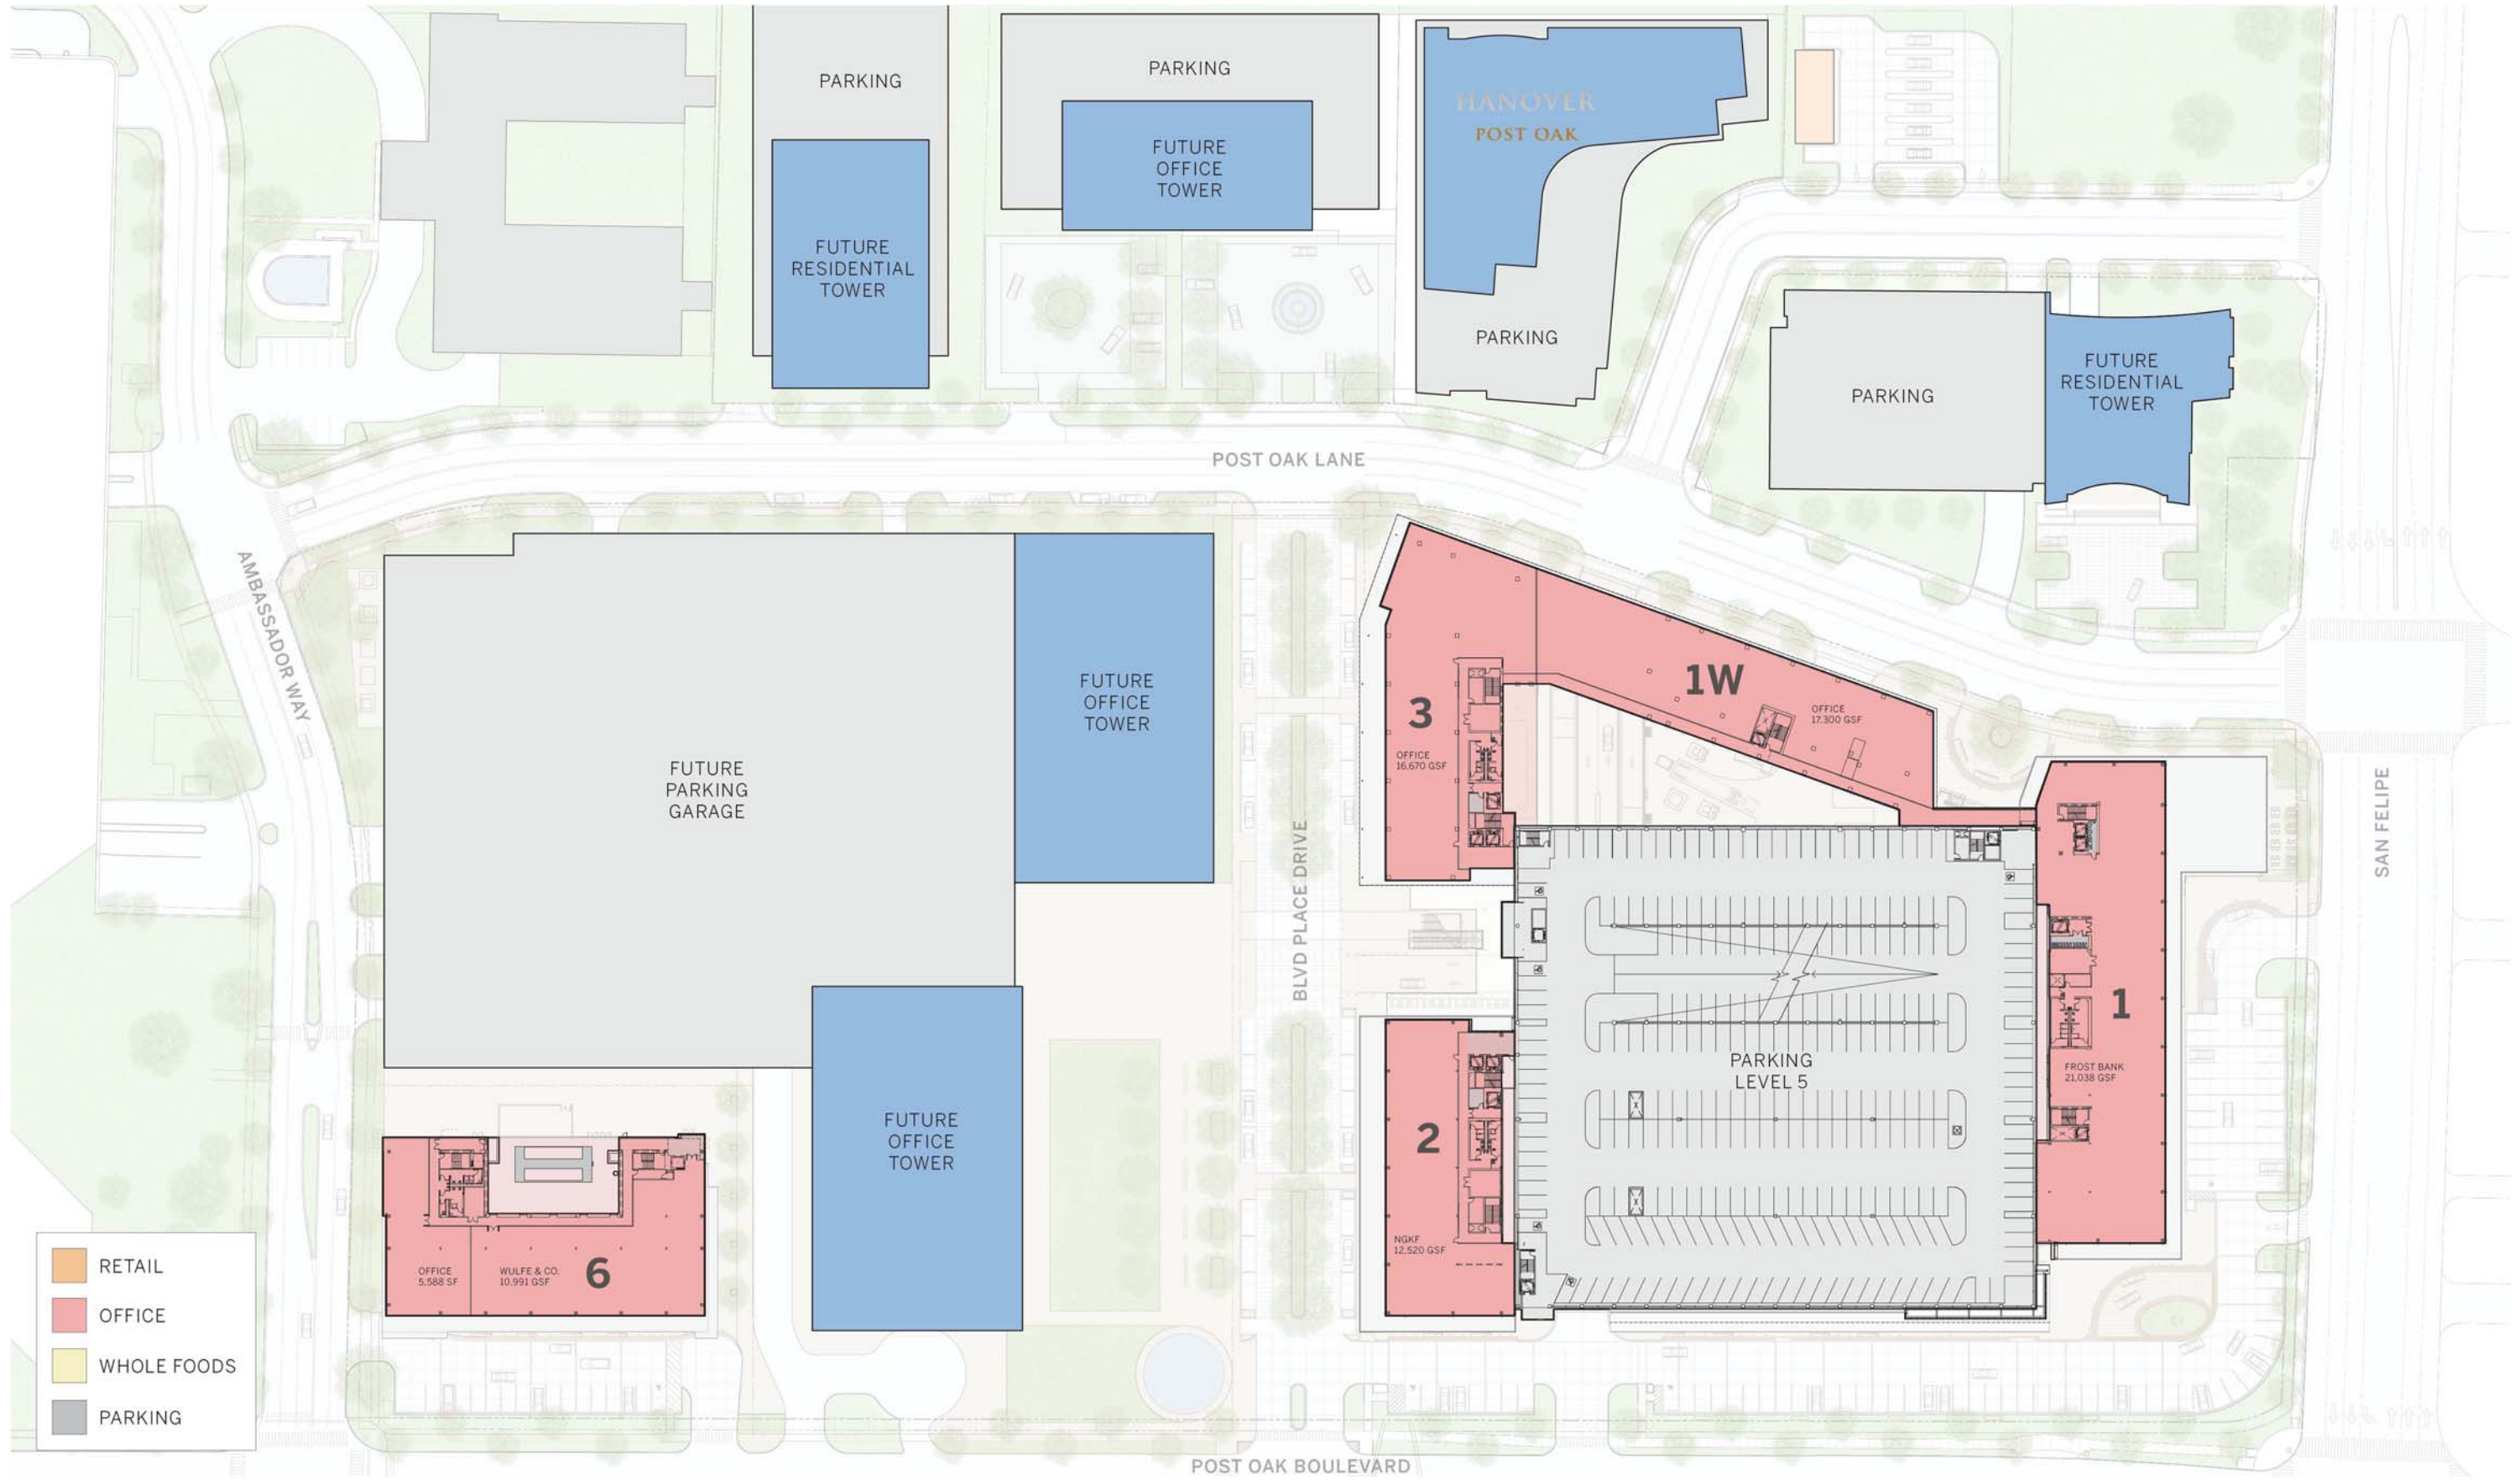 PARKING
PARKING
HANOVER
POST OAK
FUTURE
OFFICE
TOWER
FUTURE
RESIDENTIAL
TOWER
PARKING
FUTURE
RESIDENTIAL
TOWER
PARKING
POST OAK LANE
AMBASSADOR WAY
FUTURE
OFFICE
TOWER
FUTURE
PARKING
GARAGE
BLVD PLACE DRIVE
3
OFFICE
16,670 GSF
1W
OFFICE
17,300 GSF
SAN FELIPE
1
FROST BANK
21,038 GSF
PARKING
LEVEL 5
2
NGKF
12,520 GSF
FUTURE
OFFICE
TOWER
OFFICE
5,588 SF
WULFE & CO.
10,991 GSF
6
RETAIL
OFFICE
WHOLE FOODS
PARKING
POST OAK BOULEVARD